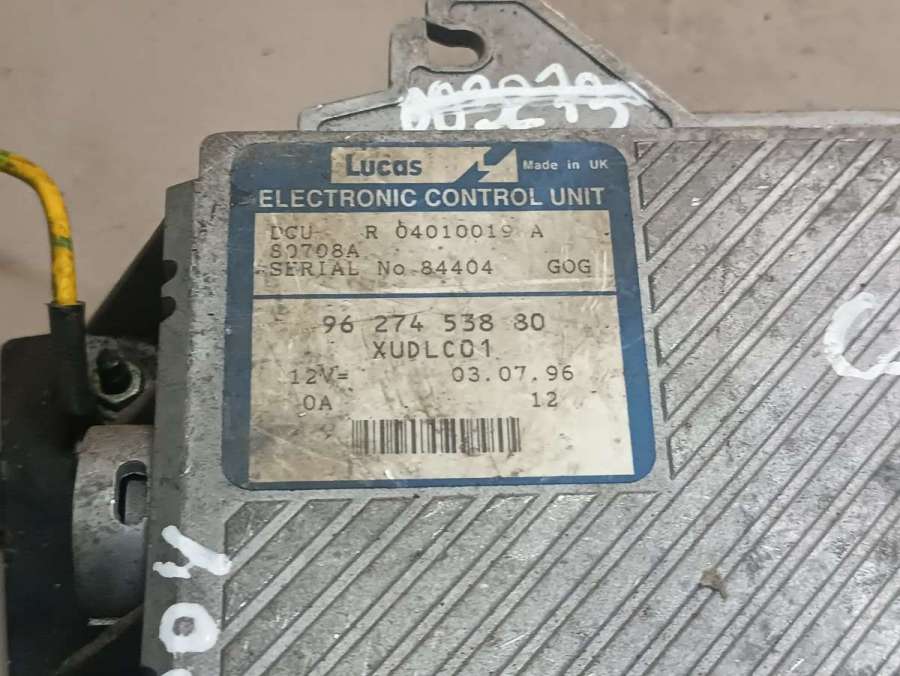 Lucas Made in UK
ELECTRONIC CONTROL UNIT
DCU R 04010019 A
80708A
SERIAL No 84404 GOG
96 274 538 80
XUDLC01
12V= 03.07.96
0A 12